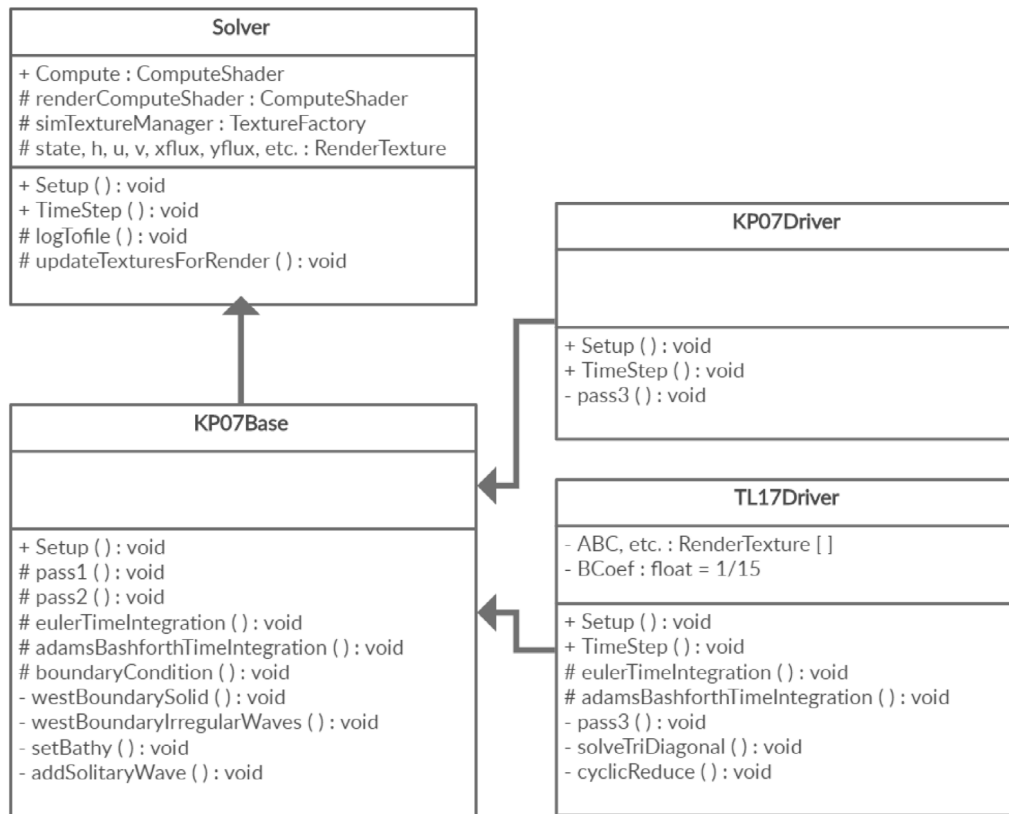 Solver
+ Compute : ComputeShader
# renderComputeShader : ComputeShader
# simTextureManager : TextureFactory
# state, h, u, v, xflux, yflux, etc. : RenderTexture
+ Setup ( ) : void
+ TimeStep ( ) : void
# logTofile ( ) : void
# updateTexturesForRender ( ) : void
KP07Driver
+ Setup ( ) : void
+ TimeStep ( ) : void
- pass3 ( ) : void
KP07Base
+ Setup ( ) : void
# pass1 ( ) : void
# pass2 ( ) : void
# eulerTimeIntegration ( ) : void
# adamsBashforthTimeIntegration ( ) : void
# boundaryCondition ( ) : void
- westBoundarySolid ( ) : void
- westBoundaryIrregularWaves ( ) : void
- setBathy ( ) : void
- addSolitaryWave ( ) : void
TL17Driver
- ABC, etc. : RenderTexture [ ]
- BCoef : float = 1/15
+ Setup ( ) : void
+ TimeStep ( ) : void
# eulerTimeIntegration ( ) : void
# adamsBashforthTimeIntegration ( ) : void
- pass3 ( ) : void
- solveTriDiagonal ( ) : void
- cyclicReduce ( ) : void